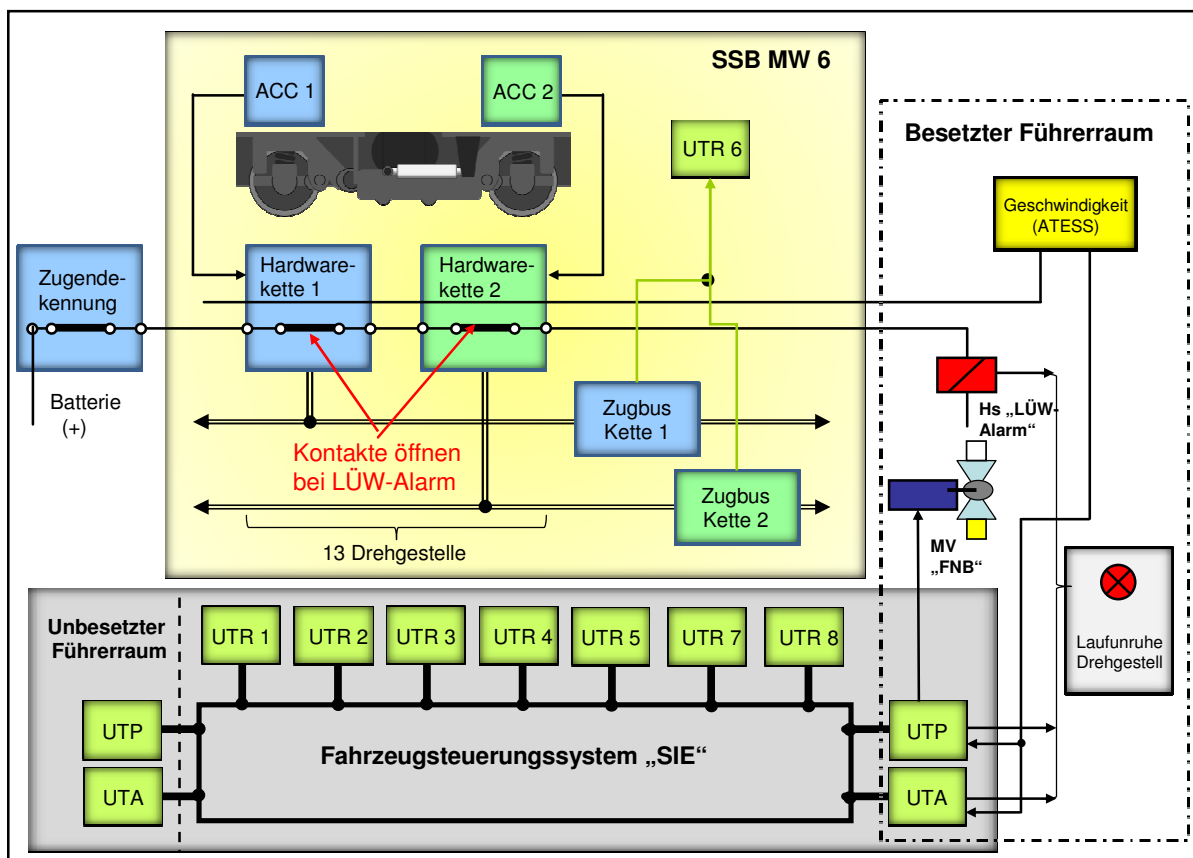 SSB MW 6
ACC 1
ACC 2
UTR 6
Besetzter Führerraum
Geschwindigkeit
(ATESS)
Zugende-
kennung
Hardware-
kette 1
Hardware-
kette 2
Batterie
(+)
Hs „LÜW-
Alarm“
Zugbus
Kette 1
Kontakte öffnen
bei LÜW-Alarm
Zugbus
Kette 2
13 Drehgestelle
MV
„FNB“
Laufunruhe
Drehgestell
Unbesetzter
Führerraum
UTR 1
UTR 2
UTR 3
UTR 4
UTR 5
UTR 7
UTR 8
UTP
UTA
Fahrzeugsteuerungssystem „SIE“
UTP
UTA